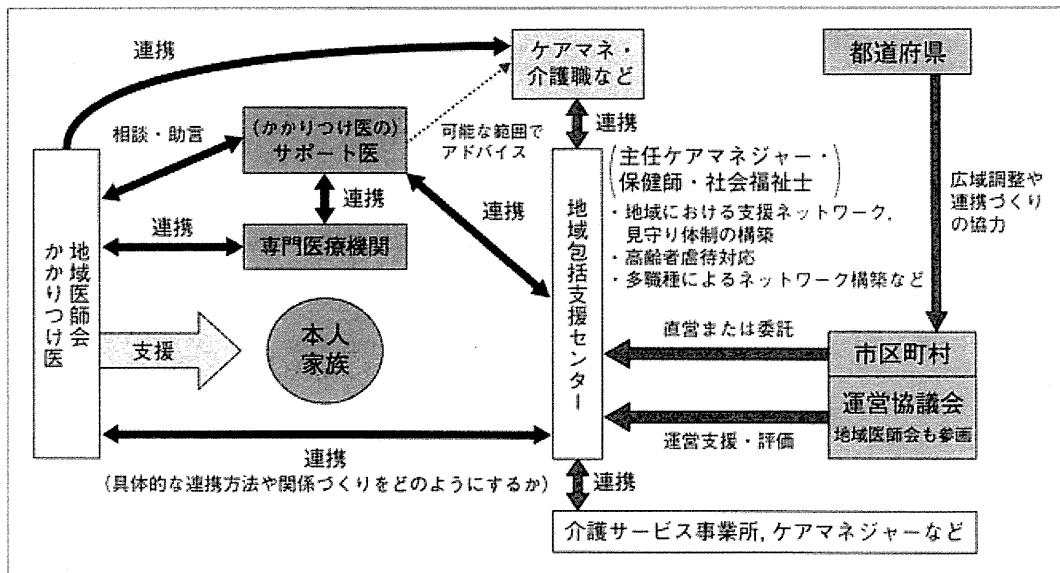 連携
ケアマネ・
介護職など
都道府県
相談・助言
(かかりつけ医の)
サポート医
可能な範囲で
アドバイス
連携
連携
専門医療機関
連携
連携
地域医師会
かかりつけ医
支援
本人
家族
地域包括支援センター
(主任ケアマネジャー・
保健師・社会福祉士)
・地域における支援ネットワーク,
見守り体制の構築
・高齢者虐待対応
・多職種によるネットワーク構築など
広域調整や
連携づくり
の協力
直営または委託
市区町村
運営協議会
地域医師会も参画
運営支援・評価
連携
(具体的な連携方法や関係づくりをどのようにするか)
連携
介護サービス事業所, ケアマネジャーなど